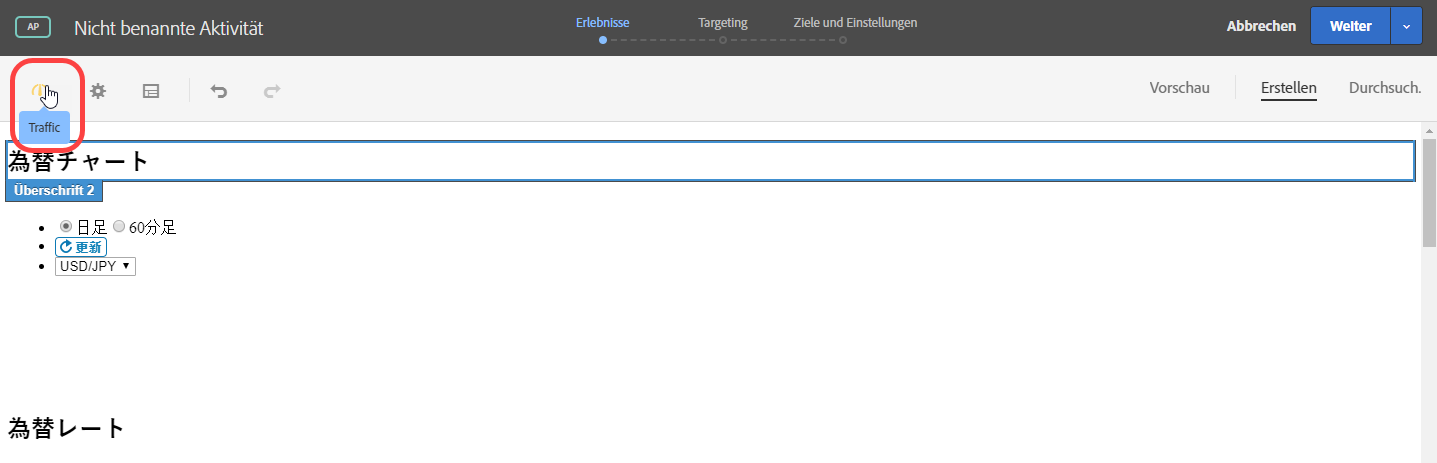 AP
Nicht benannte Aktivität
Erlebnisse
Targeting
Ziele und Einstellungen
Abbrechen
Weiter
Vorschau
Erstellen
Durchsuch.
Traffic
為替チャート
Überschrift 2
日足 60分足
更新
USD/JPY
為替レート